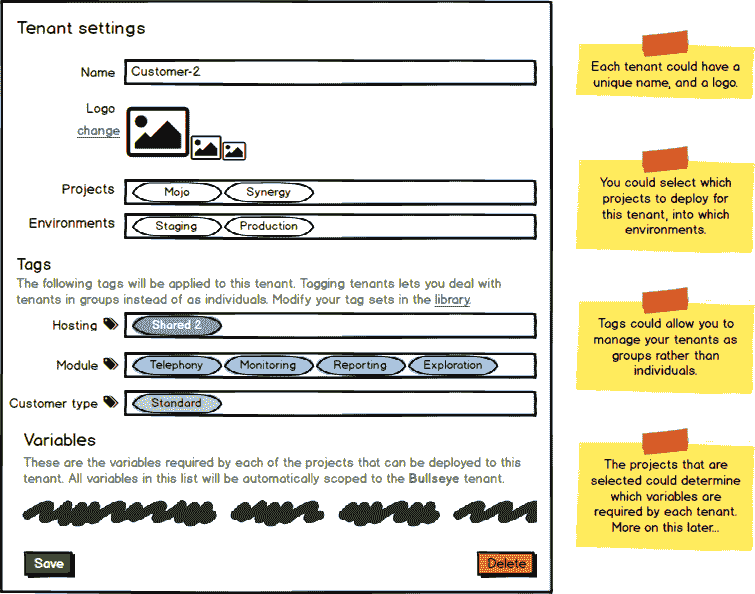 Tenant settings
Name Customer-2
Logo
change
Projects Mojo Synergy
Environments Staging Production
Tags
The following tags will be applied to this tenant. Tagging tenants lets you deal with
tenants in groups instead of as individuals. Modify your tag sets in the library
Hosting Shared 2
Module Telephony Monitoring Reporting Exploration
Customer type Standard
Variables
These are the variables required by each of the projects that can be deployed to this
tenant. All variables in this list will be automatically scoped to the Bullseye tenant.
Save Delete
Each tenant could have a
unique name, and a logo.
You could select which
projects to deploy for
this tenant, into which
environments.
Tags could allow you to
manage your tenants as
groups rather than
individuals.
The projects that are
selected could determine
which variables are
required by each tenant.
More on this later...